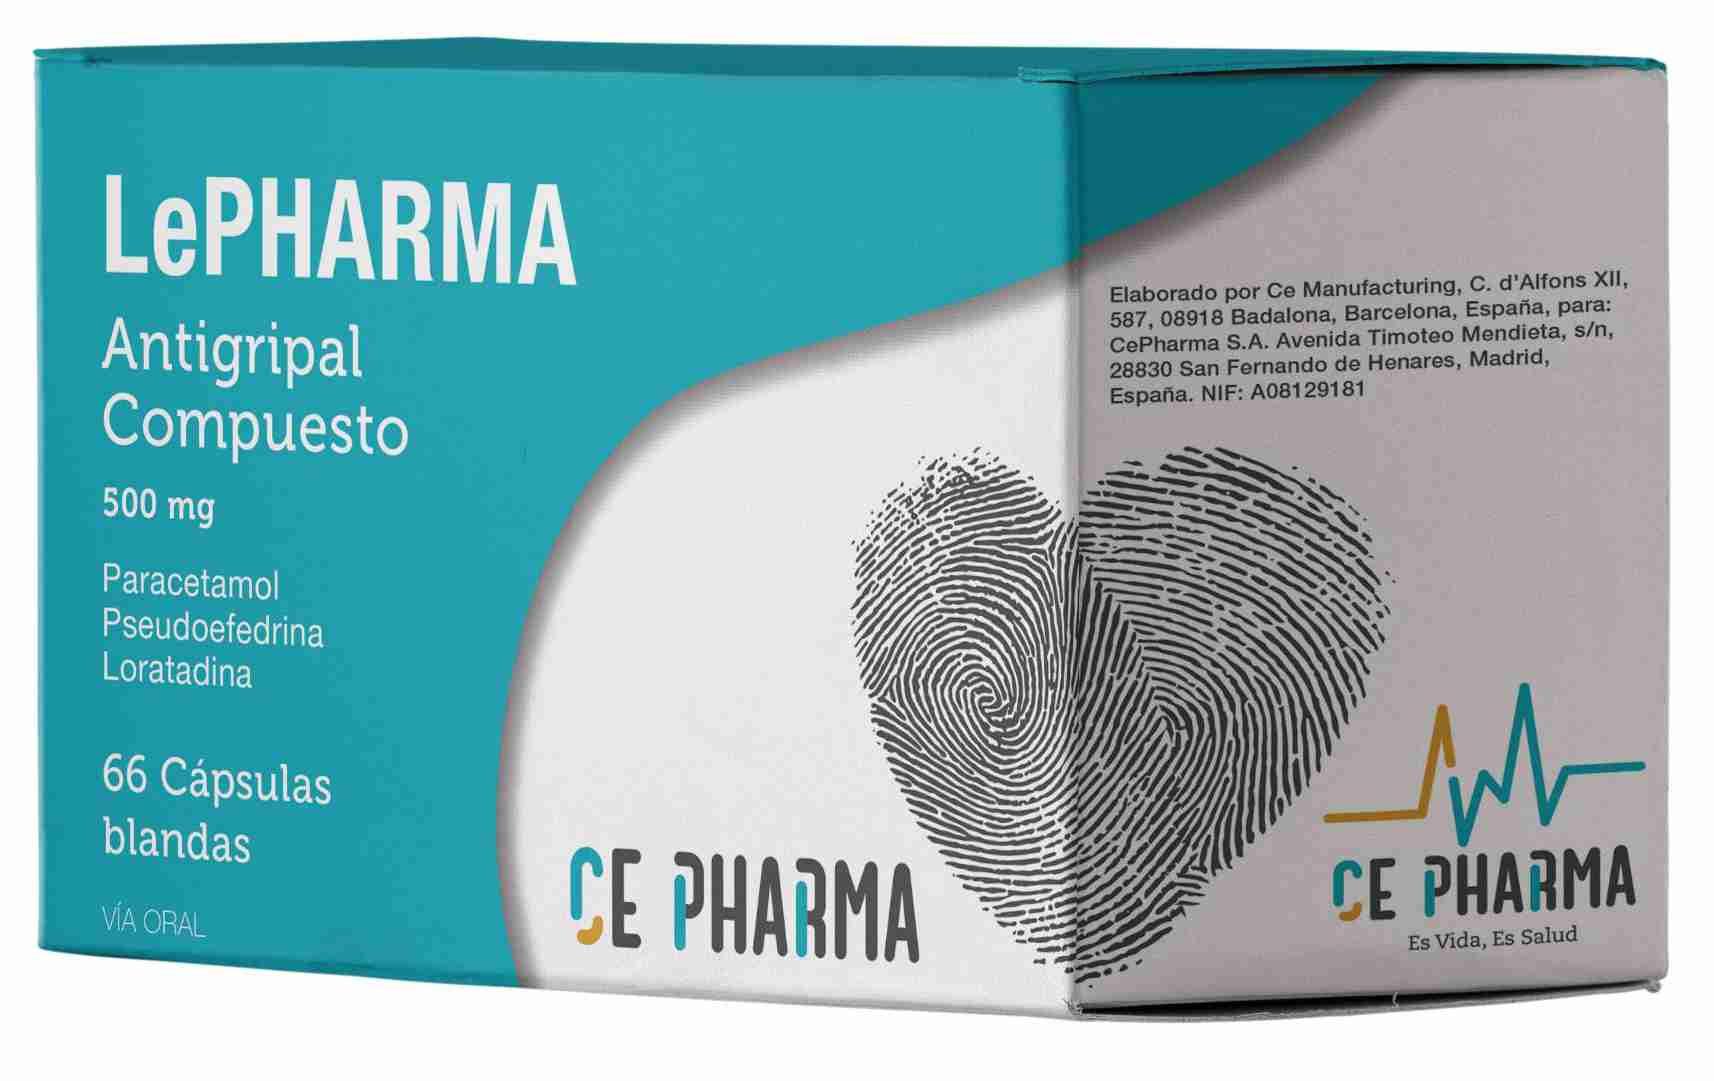 LePHARMA
Antigripal
Compuesto
500 mg
Paracetamol
Pseudoefedrina
Loratadina
66 Cápsulas
blandas
VÍA ORAL
CE PHARMA
Elaborado por Ce Manufacturing, C. d'Alfons XII,
587, 08918 Badalona, Barcelona, España, para:
CePharma S.A. Avenida Timoteo Mendieta, s/n,
28830 San Fernando de Henares, Madrid,
España. NIF: A08129181
CE PHARMA
Es Vida, Es Salud